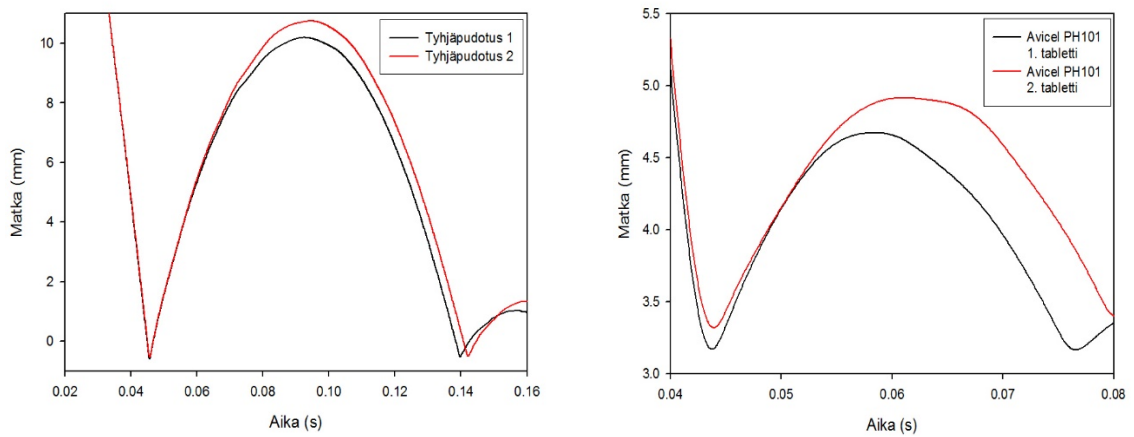 Matka (mm)
10
8
6
4
2
0
0.02 0.04 0.06 0.08 0.10 0.12 0.14 0.16
Aika (s)
Tyhjäpudotus 1
Tyhjäpudotus 2
Matka (mm)
5.5
5.0
4.5
4.0
3.5
3.0
0.04 0.05 0.06 0.07 0.08
Aika (s)
Avicel PH101
1. tabletti
Avicel PH101
2. tabletti